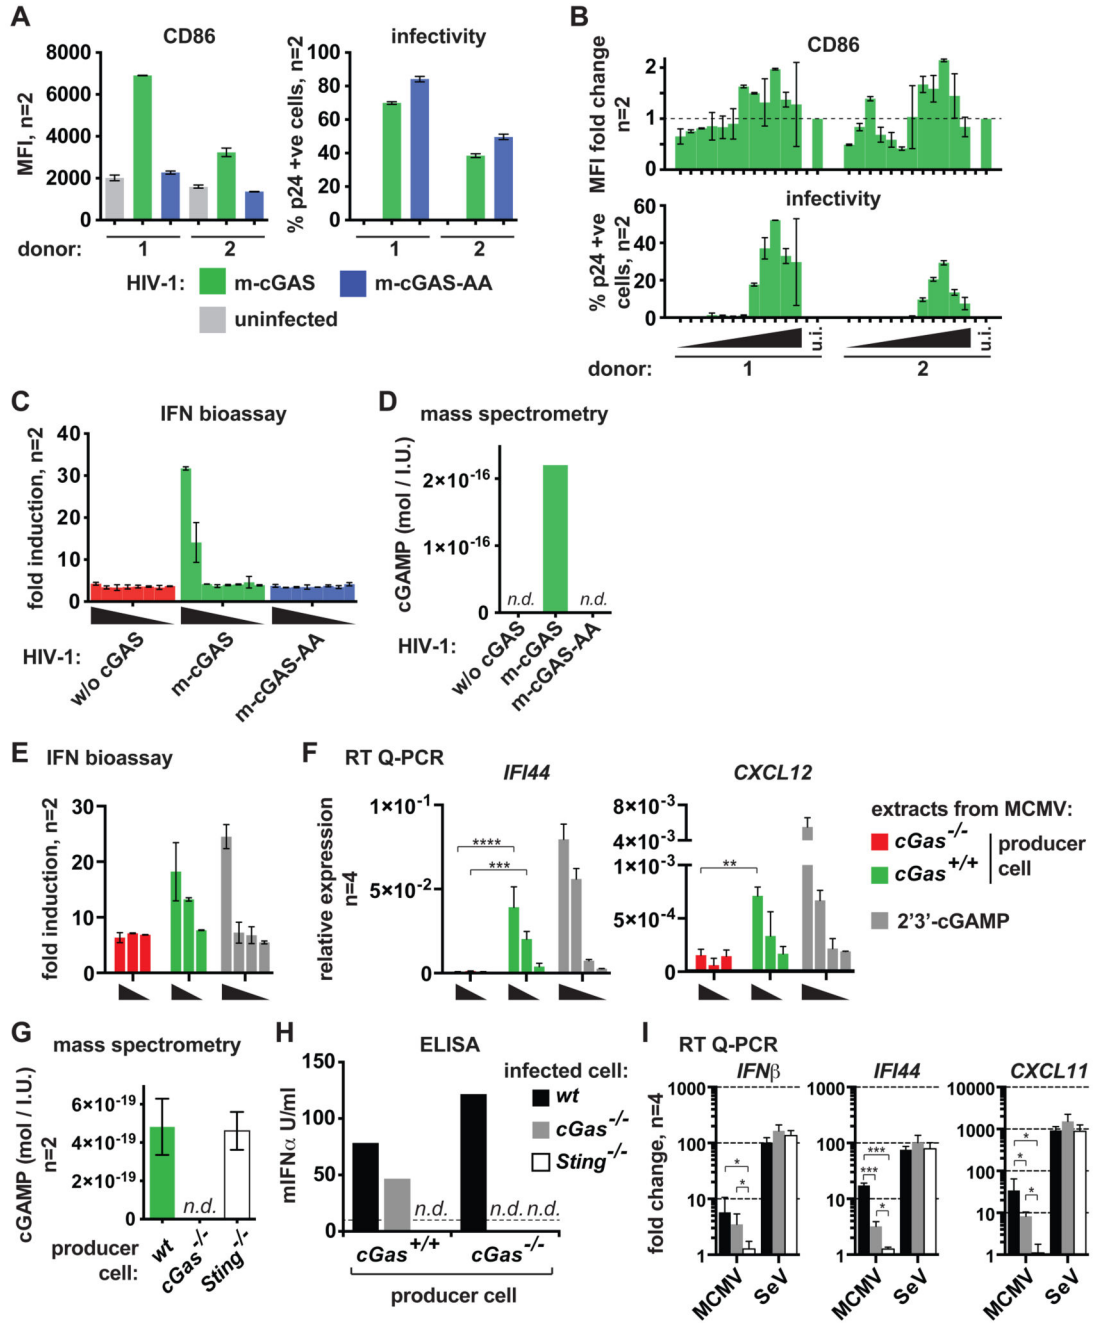 A
CD86
infectivity
MFI, n=2
8000
6000
4000
2000
0
% p24 +ve cells, n=2
100
80
60
40
20
0
donor: 1 2 1 2
HIV-1: m-cGAS m-cGAS-AA
uninfected
B
CD86
MFI fold change
n=2
2
1
0
infectivity
% p24 +ve
cells, n=2
60
40
20
0
u.i. u.i.
donor: 1 2
C
IFN bioassay
fold induction, n=2
40
30
20
10
0
HIV-1: w/o cGAS m-cGAS m-cGAS-AA
D
mass spectrometry
cGAMP (mol / I.U.)
2×10⁻¹⁶
1×10⁻¹⁶
0
n.d. n.d.
HIV-1: w/o cGAS m-cGAS m-cGAS-AA
E IFN bioassay
fold induction, n=2
30
20
10
0
F RT Q-PCR
IFI44
relative expression
n=4
1×10⁻¹
5×10⁻²
0
****
***
CXCL12
8×10⁻³
4×10⁻³
1×10⁻³
5×10⁻⁴
0
**
extracts from MCMV:
cGas-/-
cGas+/+
producer
cell
2'3'-cGAMP
G
mass spectrometry
cGAMP (mol / I.U.)
n=2
6×10⁻¹⁹
4×10⁻¹⁹
2×10⁻¹⁹
0
n.d.
producer
cell:
wt cGas-/- Sting-/-
H
ELISA
mIFNα U/ml
150
100
50
0
n.d. n.d. n.d.
infected cell:
wt
cGas-/-
Sting-/-
cGas+/+ cGas-/-
producer cell
I RT Q-PCR
fold change, n=4
IFNβ
1000
100
10
1
*
*
MCMV SeV
IFI44
1000
100
10
1
***
***
*
MCMV SeV
CXCL11
10000
1000
100
10
1
*
*
*
MCMV SeV